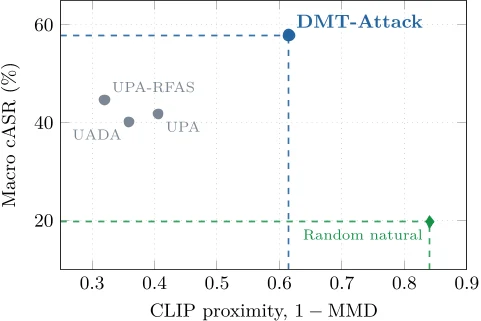 60
DMT-Attack
UPA-RFAS
40
UADA
UPA
20
Random natural
Macro cASR (%)
0.3 0.4 0.5 0.6 0.7 0.8 0.9
CLIP proximity, 1 − MMD